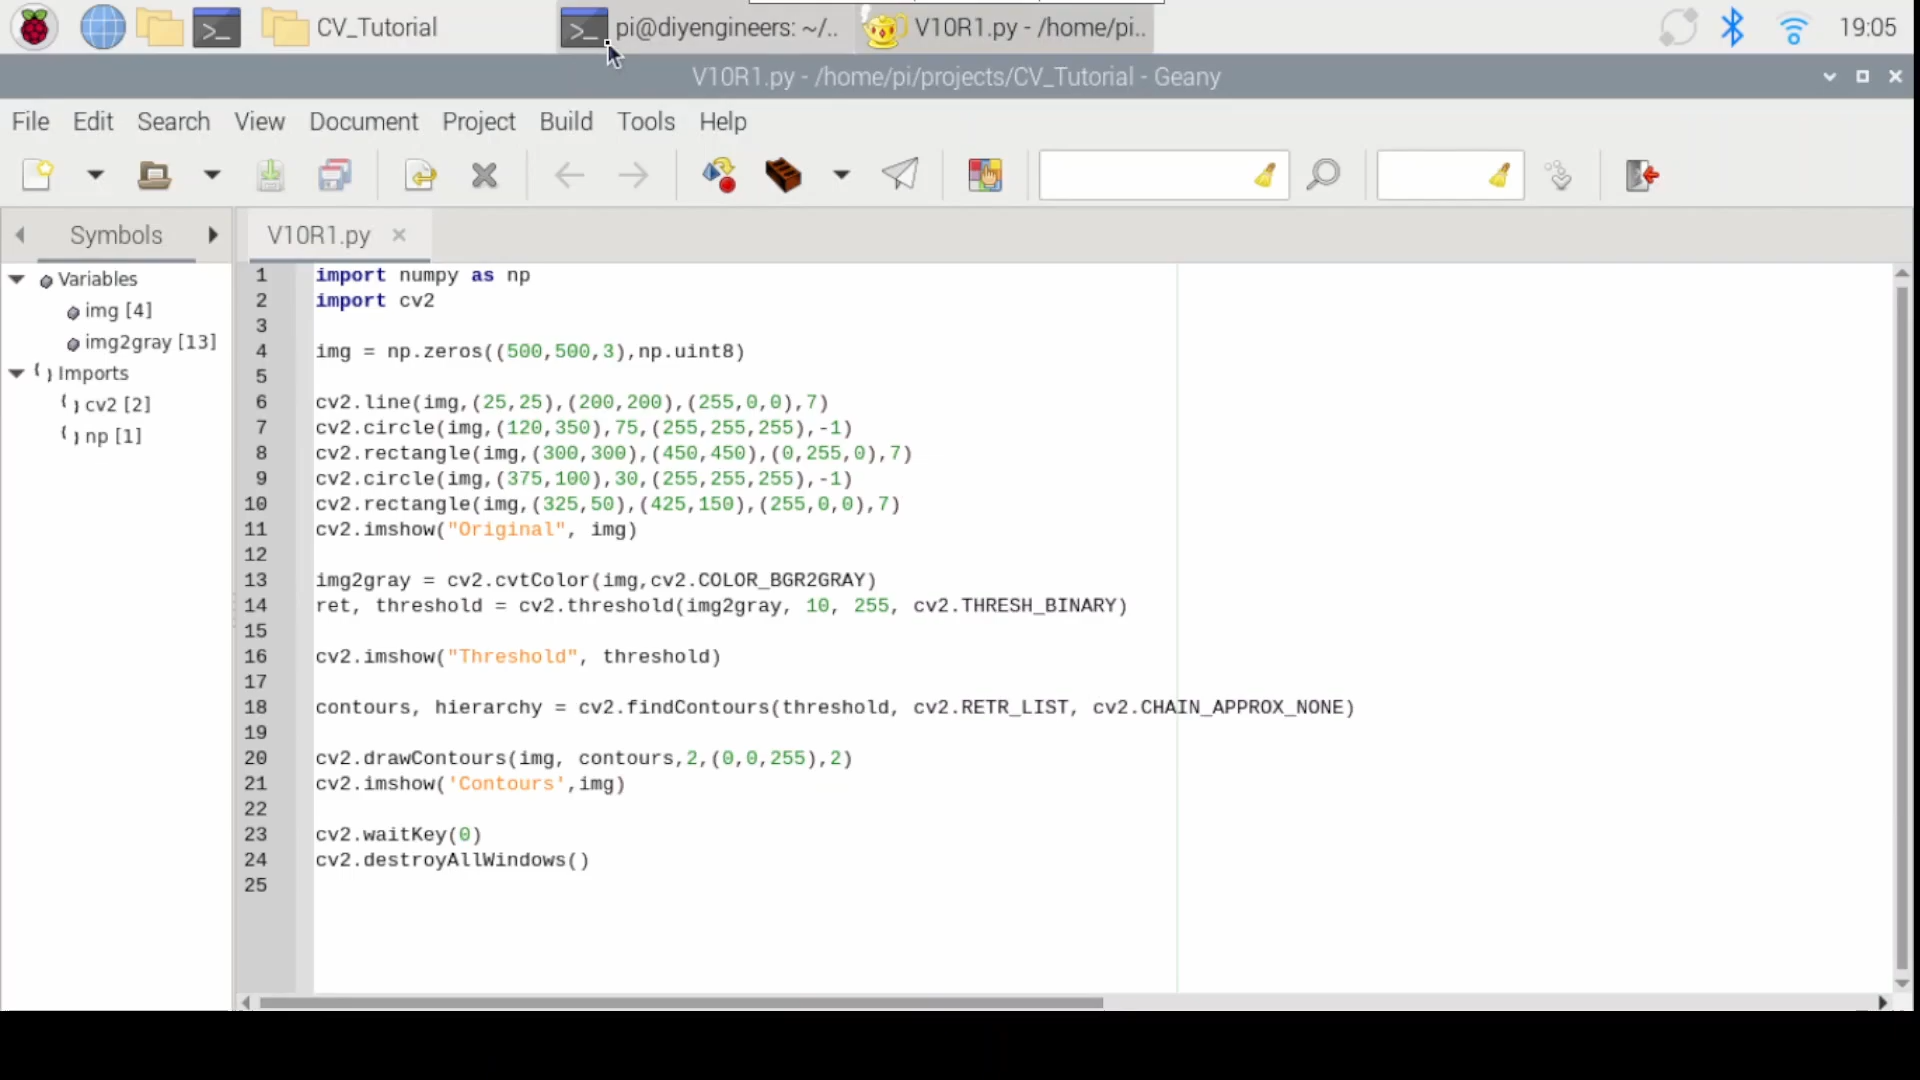 CV_Tutorial
pi@diyengineers: ~/..
V10R1.py - /home/pi..
19:05
V10R1.py - /home/pi/projects/CV_Tutorial - Geany
File Edit Search View Document Project Build Tools Help
Symbols
V10R1.py
Variables
img [4]
img2gray [13]
Imports
cv2 [2]
np [1]
1 import numpy as np
2 import cv2
3
4 img = np.zeros((500,500,3),np.uint8)
5
6 cv2.line(img,(25,25),(200,200),(255,0,0),7)
7 cv2.circle(img,(120,350),75,(255,255,255),-1)
8 cv2.rectangle(img,(300,300),(450,450),(0,255,0),7)
9 cv2.circle(img,(375,100),30,(255,255,255),-1)
10 cv2.rectangle(img,(325,50),(425,150),(255,0,0),7)
11 cv2.imshow("Original", img)
12
13 img2gray = cv2.cvtColor(img,cv2.COLOR_BGR2GRAY)
14 ret, threshold = cv2.threshold(img2gray, 10, 255, cv2.THRESH_BINARY)
15
16 cv2.imshow("Threshold", threshold)
17
18 contours, hierarchy = cv2.findContours(threshold, cv2.RETR_LIST, cv2.CHAIN_APPROX_NONE)
19
20 cv2.drawContours(img, contours,2,(0,0,255),2)
21 cv2.imshow('Contours',img)
22
23 cv2.waitKey(0)
24 cv2.destroyAllWindows()
25